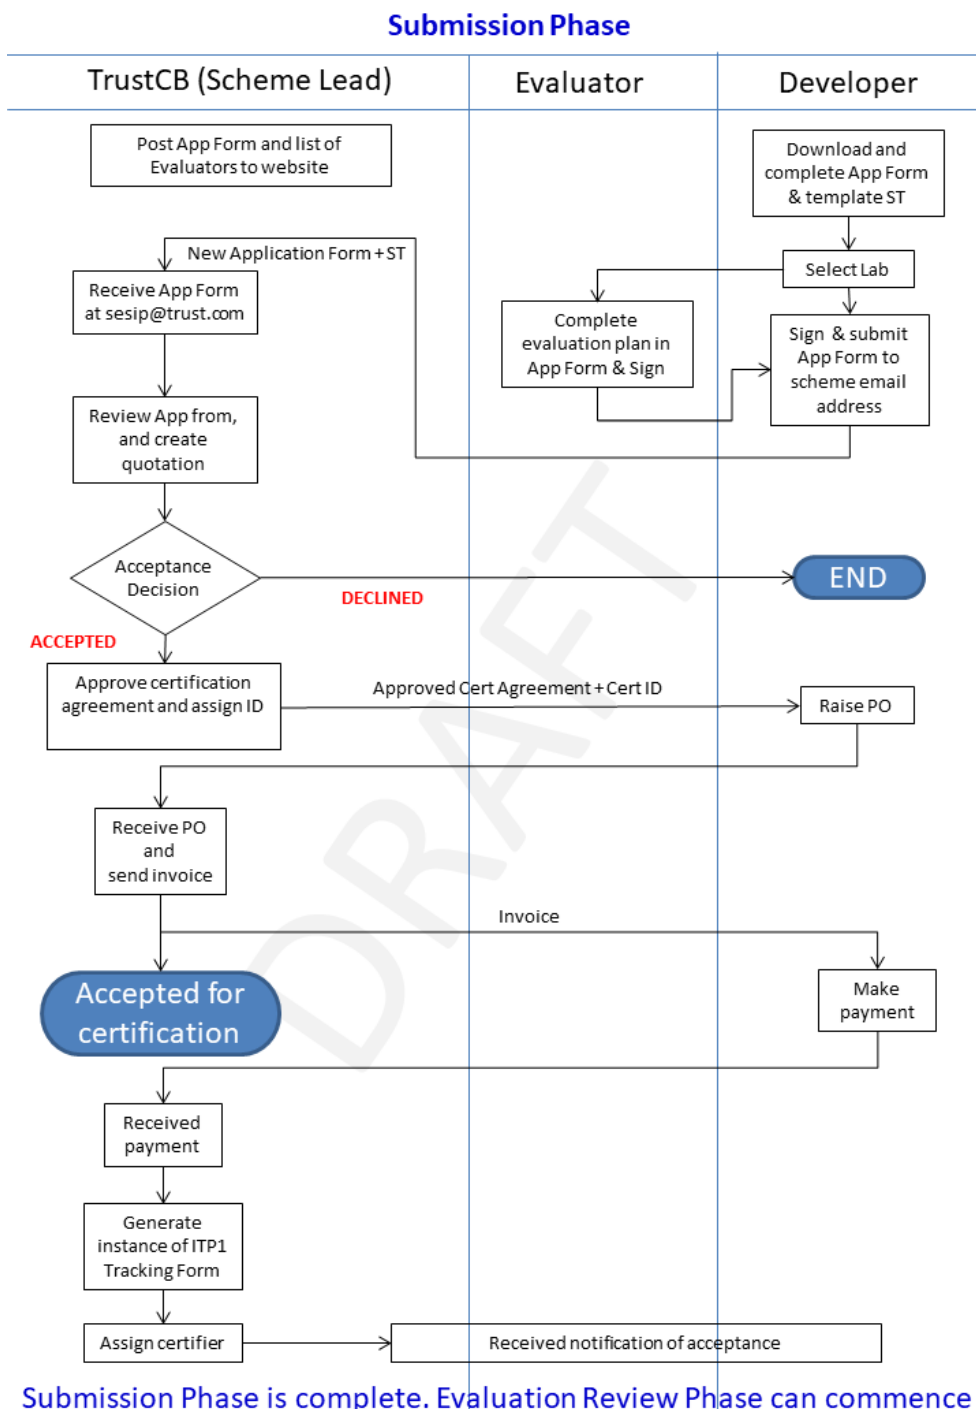 Submission Phase
TrustCB (Scheme Lead)
Evaluator
Developer
Post App Form and list of
Evaluators to website
Download and
complete App Form
& template ST
New Application Form + ST
Select Lab
Receive App Form
at sesip@trust.com
Complete
evaluation plan in
App Form & Sign
Sign & submit
App Form to
scheme email
address
Review App from,
and create
quotation
Acceptance
Decision
DECLINED
END
ACCEPTED
Approve certification
agreement and assign ID
Approved Cert Agreement + Cert ID
Raise PO
Receive PO
and
send invoice
Invoice
Accepted for
certification
Make
payment
Received
payment
Generate
instance of ITP1
Tracking Form
Assign certifier
Received notification of acceptance
Submission Phase is complete. Evaluation Review Phase can commence
DRAFT